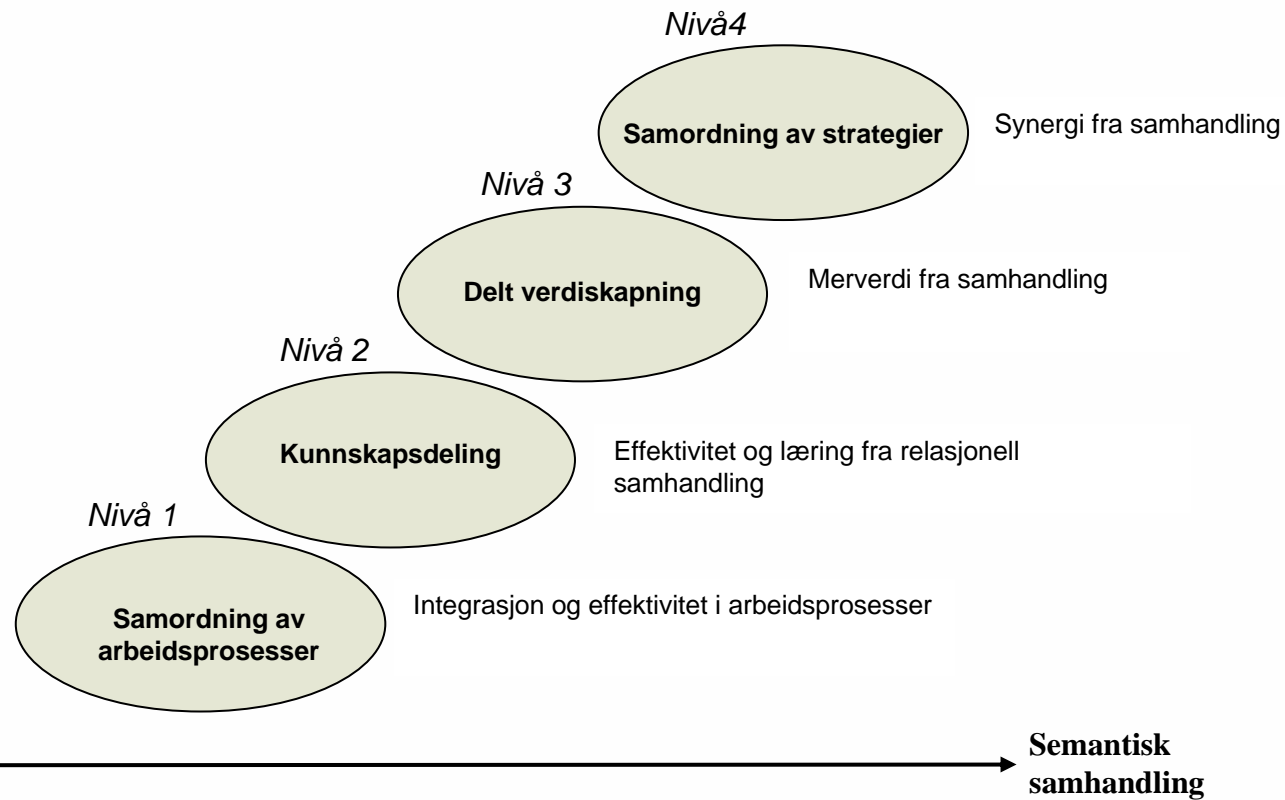 Nivå4
Samordning av strategier
Synergi fra samhandling
Nivå 3
Delt verdiskapning
Merverdi fra samhandling
Nivå 2
Kunnskapsdeling
Effektivitet og læring fra relasjonell
samhandling
Nivå 1
Samordning av
arbeidsprosesser
Integrasjon og effektivitet i arbeidsprosesser
Semantisk
samhandling